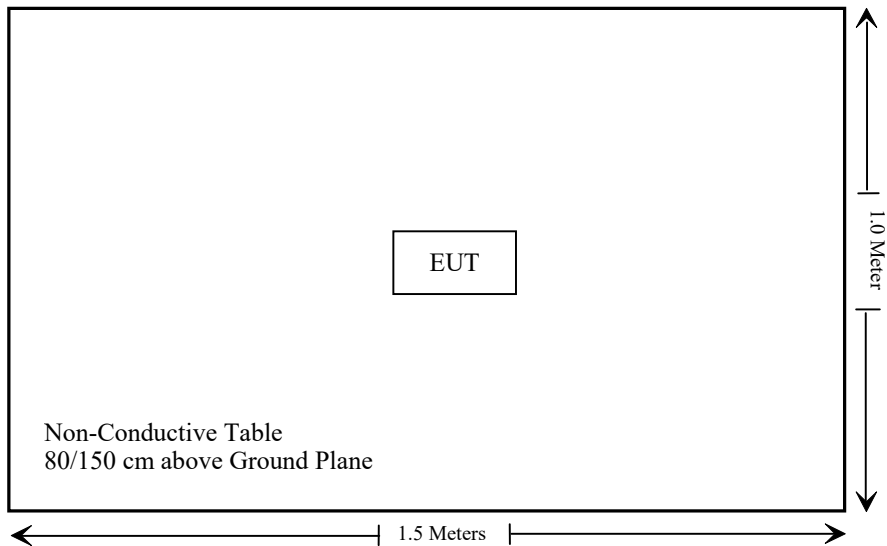 EUT
1.0 Meter
Non-Conductive Table
80/150 cm above Ground Plane
1.5 Meters